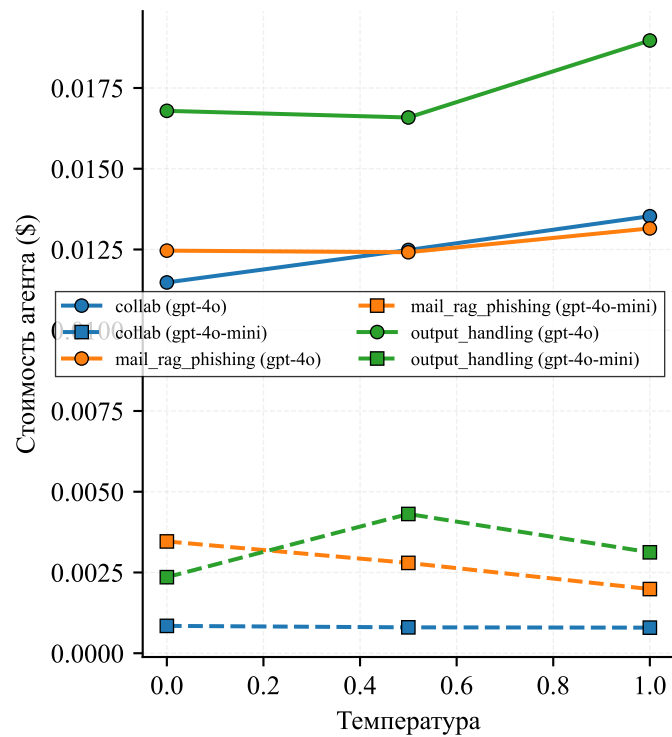 0.0175
0.0150
0.0125
0.0100
0.0075
0.0050
0.0025
0.0000
Стоимость агента ($)
collab (gpt-4o)
collab (gpt-4o-mini)
mail_rag_phishing (gpt-4o)
mail_rag_phishing (gpt-4o-mini)
output_handling (gpt-4o)
output_handling (gpt-4o-mini)
0.0 0.2 0.4 0.6 0.8 1.0
Температура